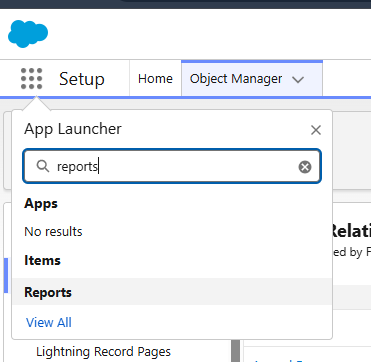 Setup
Home
Object Manager
App Launcher
reports
Apps
No results
Items
Reports
View All
Relati
ed by F
Lightning Record Pages